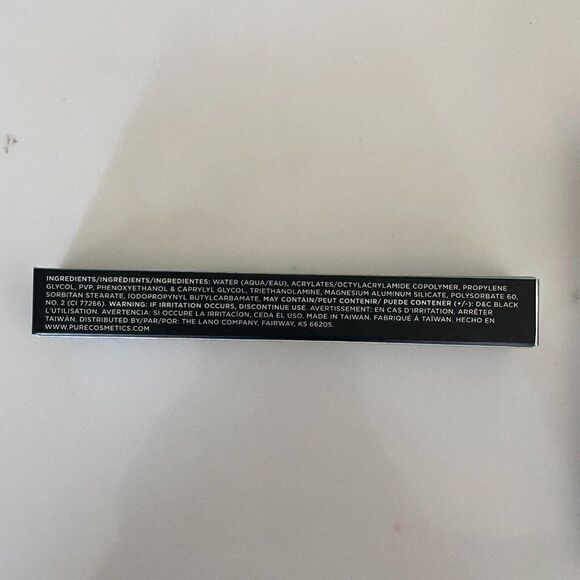 INGREDIENTS/INGRÉDIENTS/INGREDIENTES: WATER (AQUA/EAU), ACRYLATES/OCTYLACRYLAMIDE COPOLYMER, PROPYLENE
GLYCOL, PVP, PHENOXYETHANOL & CAPRYLYL GLYCOL, TRIETHANOLAMINE, MAGNESIUM ALUMINUM SILICATE, POLYSORBATE 60,
SORBITAN STEARATE, IODOPROPYNYL BUTYLCARBAMATE, MAY CONTAIN/PEUT CONTENIR/ PUEDE CONTENER (+/-): D&C BLACK
NO. 2 (CI 77266). WARNING: IF IRRITATION OCCURS, DISCONTINUE USE. AVERTISSEMENT: EN CAS D'IRRITATION, ARRÊTER
L'UTILISATION. AVERTENCIA: SI OCCURE LA IRRITACÍON, CEDA EL USO. MADE IN TAIWAN. FABRIQUÉ Á TAÏWAN. HECHO EN
TAIWAN. DISTRIBUTED BY/PAR/POR: THE LANO COMPANY, FAIRWAY, KS 66205.
WWW.PURECOSMETICS.COM